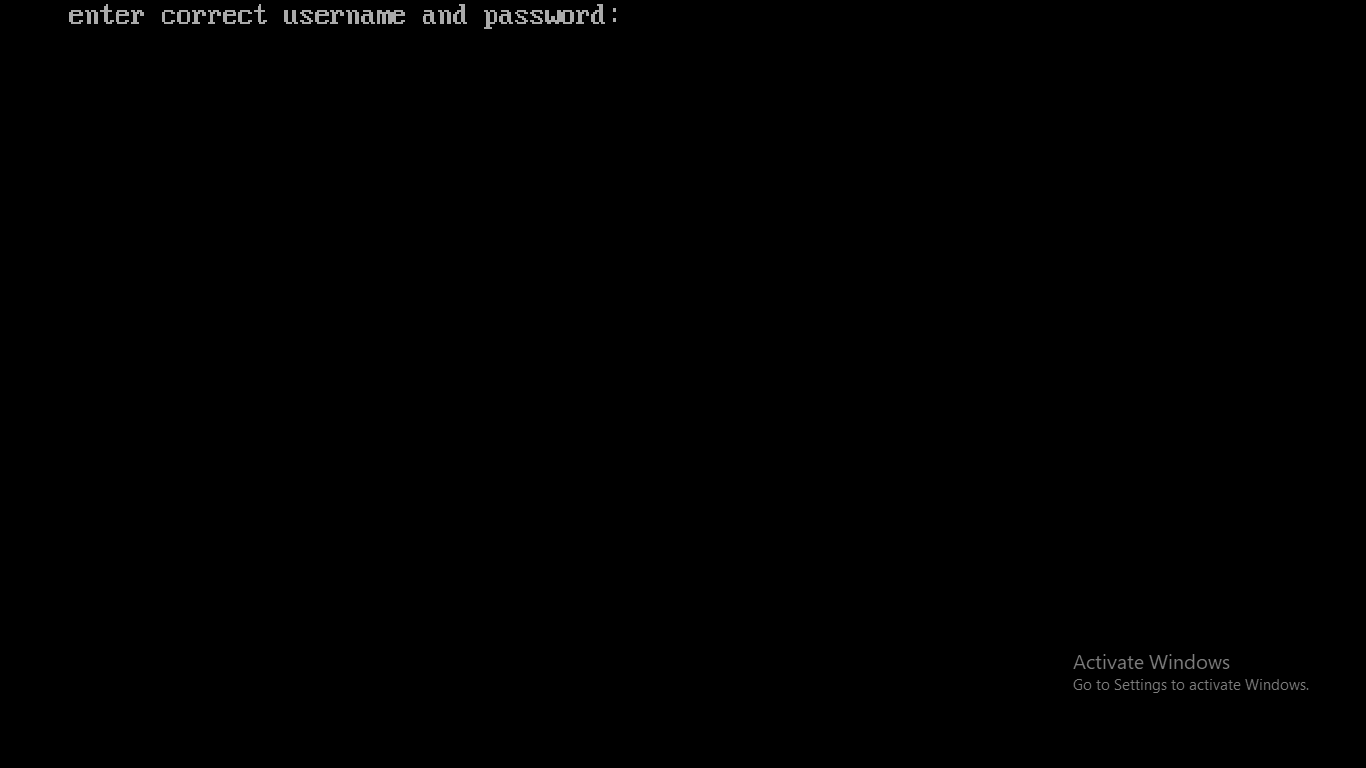 enter correct username and password:
Activate Windows
Go to Settings to activate Windows.